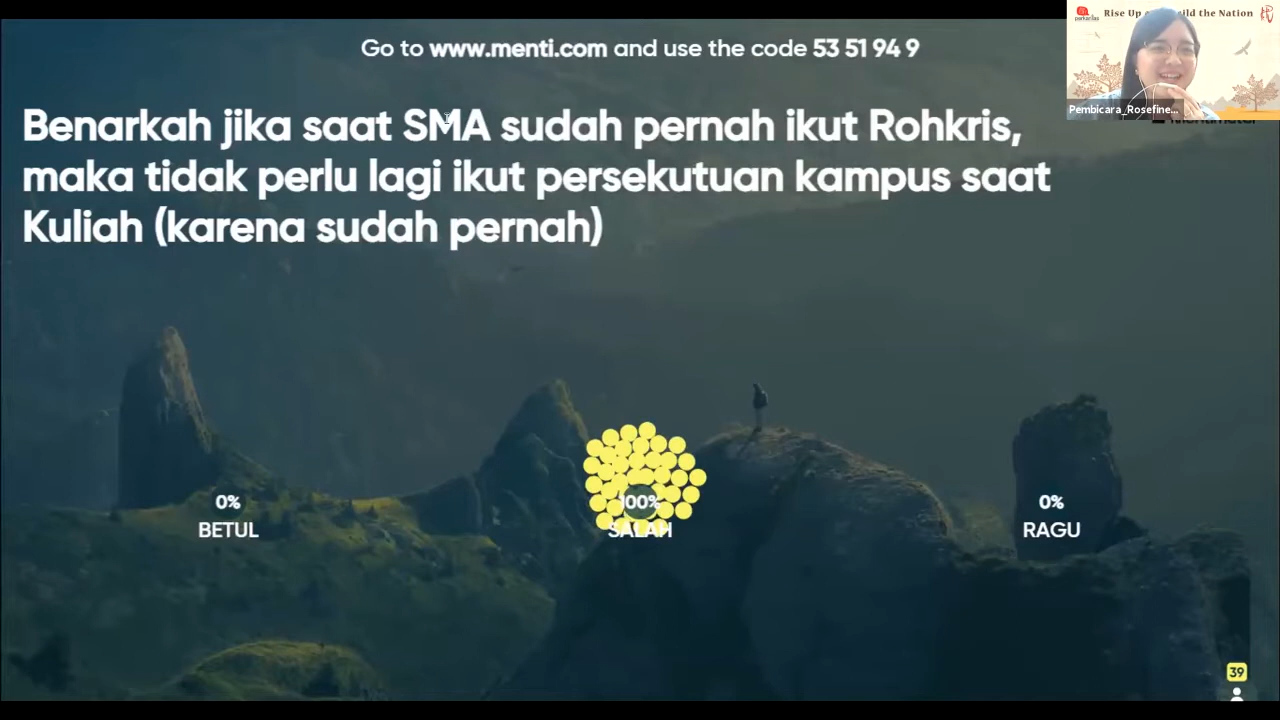 Go to www.menti.com and use the code 53 51 94 9
Rise Up the Nation
Benarkah jika saat SMA sudah pernah ikut Rohkris,
maka tidak perlu lagi ikut persekutuan kampus saat
Kuliah (karena sudah pernah)
Pembicara_Rosefine...
0%
BETUL
100%
SALAH
0%
RAGU
39